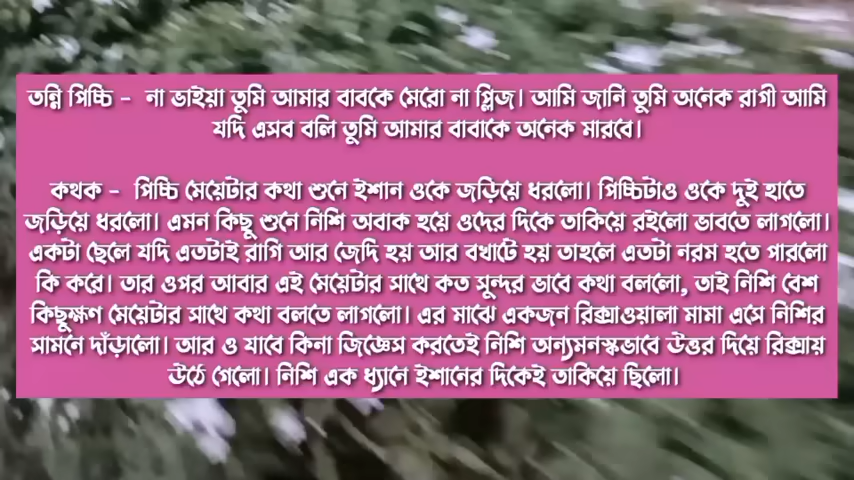 তন্নি পিচ্চি - না ভাইয়া তুমি আমার বাবকে মেরো না প্লিজ। আমি জানি তুমি অনেক রাগী আমি
যদি এসব বলি তুমি আমার বাবাকে অনেক মারবে।
কথক - পিচ্চি মেয়েটার কথা শুনে ইশান ওকে জড়িয়ে ধরলো। পিচ্চিটাও ওকে দুই হাতে
জড়িয়ে ধরলো। এমন কিছু শুনে নিশি অবাক হয়ে ওদের দিকে তাকিয়ে রইলো ভাবতে লাগলো।
একটা ছেলে যদি এতটাই রাগি আর জেদি হয় আর বখাটে হয় তাহলে এতটা নরম হতে পারলো
কি করে। তার ওপর আবার এই মেয়েটার সাথে কত সুন্দর ভাবে কথা বললো, তাই নিশি বেশ
কিছুক্ষণ মেয়েটার সাথে কথা বলতে লাগলো। এর মাঝে একজন রিক্সাওয়ালা মামা এসে নিশির
সামনে দাঁড়ালো। আর ও যাবে কিনা জিজ্ঞেস করতেই নিশি অন্যমনস্কভাবে উত্তর দিয়ে রিক্সায়
উঠে গেলো। নিশি এক ধ্যানে ইশানের দিকেই তাকিয়ে ছিলো।